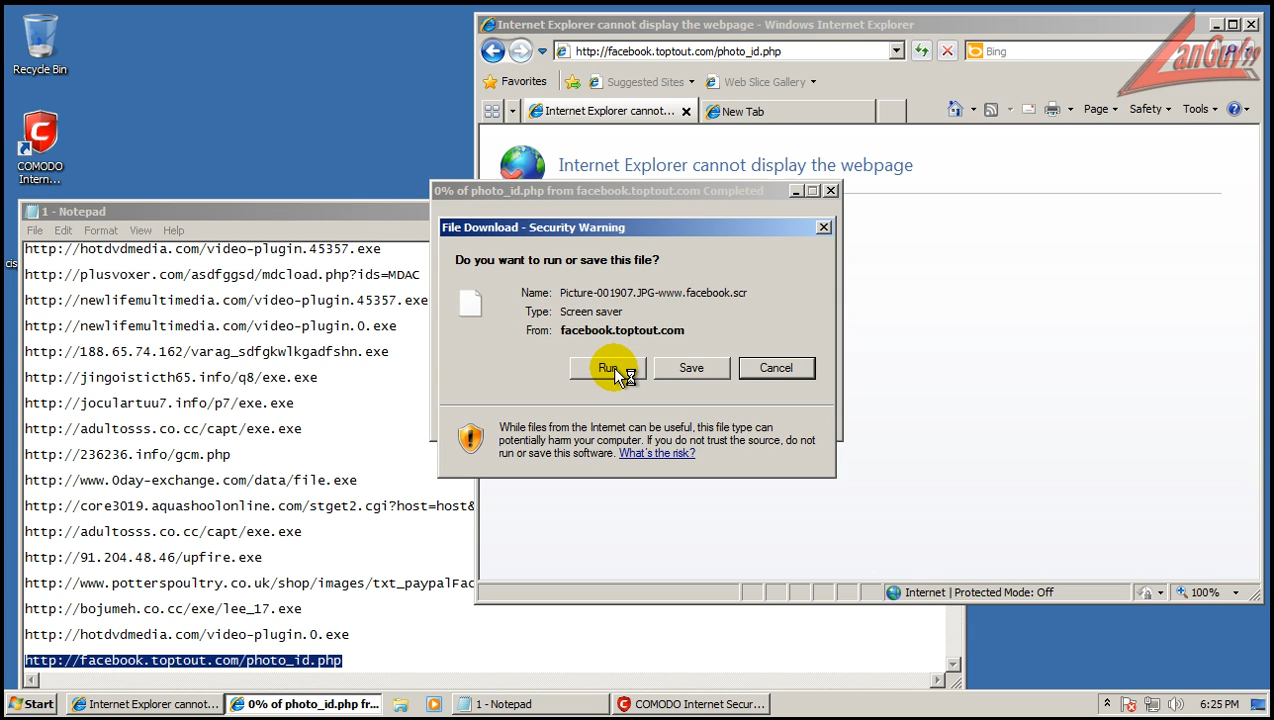 Recycle Bin
COMODO
Intern...
cis
Internet Explorer cannot display the webpage - Windows Internet Explorer
http://facebook.toptout.com/photo_id.php
Bing
anGuy99
Favorites
Suggested Sites
Web Slice Gallery
Internet Explorer cannot...
New Tab
Page
Safety
Tools
Internet Explorer cannot display the webpage
0% of photo_id.php from facebook.toptout.com Completed
File Download - Security Warning
Do you want to run or save this file?
Name: Picture-001907.JPG-www.facebook.scr
Type: Screen saver
From: facebook.toptout.com
Run
Save
Cancel
While files from the Internet can be useful, this file type can
potentially harm your computer. If you do not trust the source, do not
run or save this software. What's the risk?
1 - Notepad
File Edit Format View Help
http://hotdvdmedia.com/video-plugin.45357.exe
http://plusvoxer.com/asdfggsd/mdcload.php?ids=MDAC
http://newlifemultimedia.com/video-plugin.45357.exe
http://newlifemultimedia.com/video-plugin.0.exe
http://188.65.74.162/varag_sdfgkwlkgadfshn.exe
http://jingoisticth65.info/q8/exe.exe
http://joculartuu7.info/p7/exe.exe
http://adultosss.co.cc/capt/exe.exe
http://236236.info/gcm.php
http://www.0day-exchange.com/data/file.exe
http://core3019.aquashoolonline.com/stget2.cgi?host=host&
http://adultosss.co.cc/capt/exe.exe
http://91.204.48.46/upfire.exe
http://www.potterspoultry.co.uk/shop/images/txt_paypalFac
http://bojumeh.co.cc/exe/lee_17.exe
http://hotdvdmedia.com/video-plugin.0.exe
http://facebook.toptout.com/photo_id.php
Internet | Protected Mode: Off
100%
Start
Internet Explorer cannot...
0% of photo_id.php fr...
1 - Notepad
COMODO Internet Secur...
6:25 PM